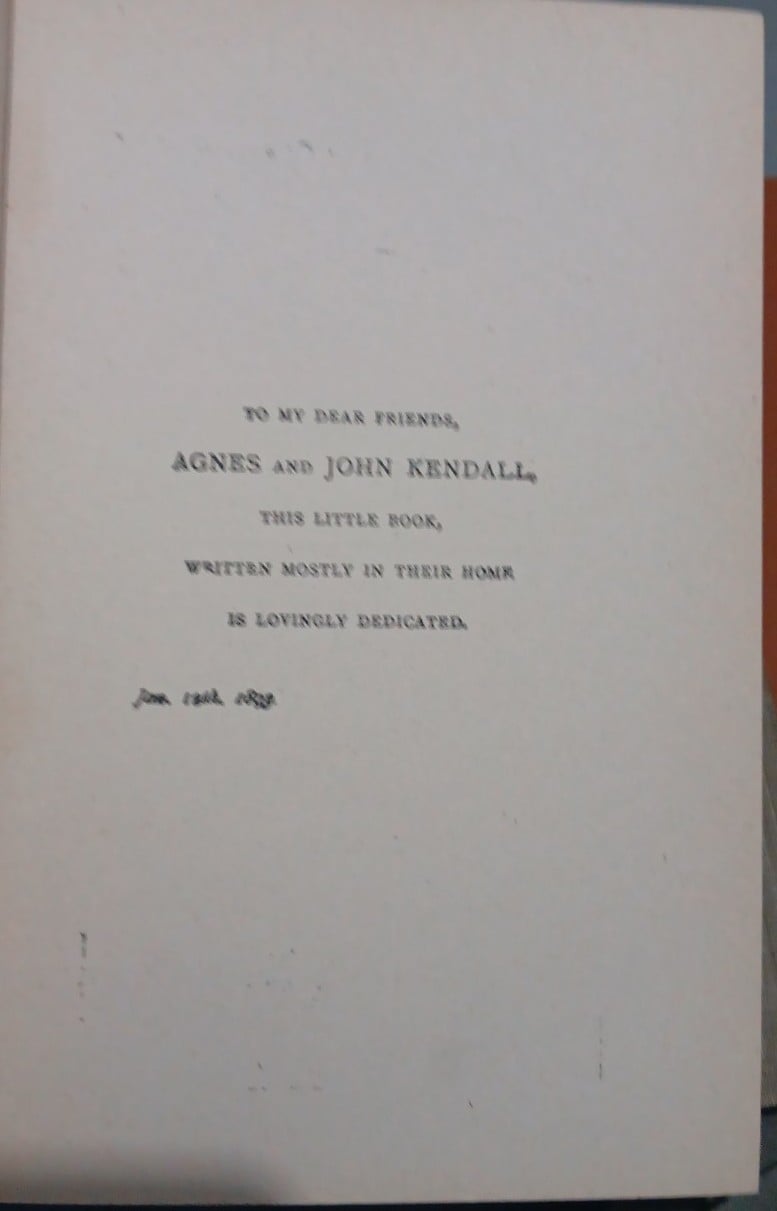 TO MY DEAR FRIENDS,
AGNES AND JOHN KENDALL,
THIS LITTLE BOOK,
WRITTEN MOSTLY IN THEIR HOME
IS LOVINGLY DEDICATED.
Jan.